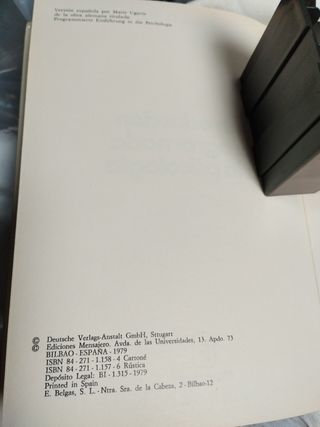 Versión española por Mario Ugarte
de la obra alemana titulada:
Programmierte Einführung in die Psychologie
© Deutsche Verlags-Anstalt GmbH, Sttugart
© Ediciones Mensajero. Avda. de las Universidades, 13. Apdo. 73
BILBAO - ESPAÑA - 1979
ISBN 84 - 271 - 1.158 - 4 Cartoné
ISBN 84 - 271 - 1.157 - 6 Rústica
Depósito Legal: BI - 1.315 - 1979
Printed in Spain
E. Belgas, S. L. - Ntra. Sra. de la Cabeza, 2 - Bilbao-12